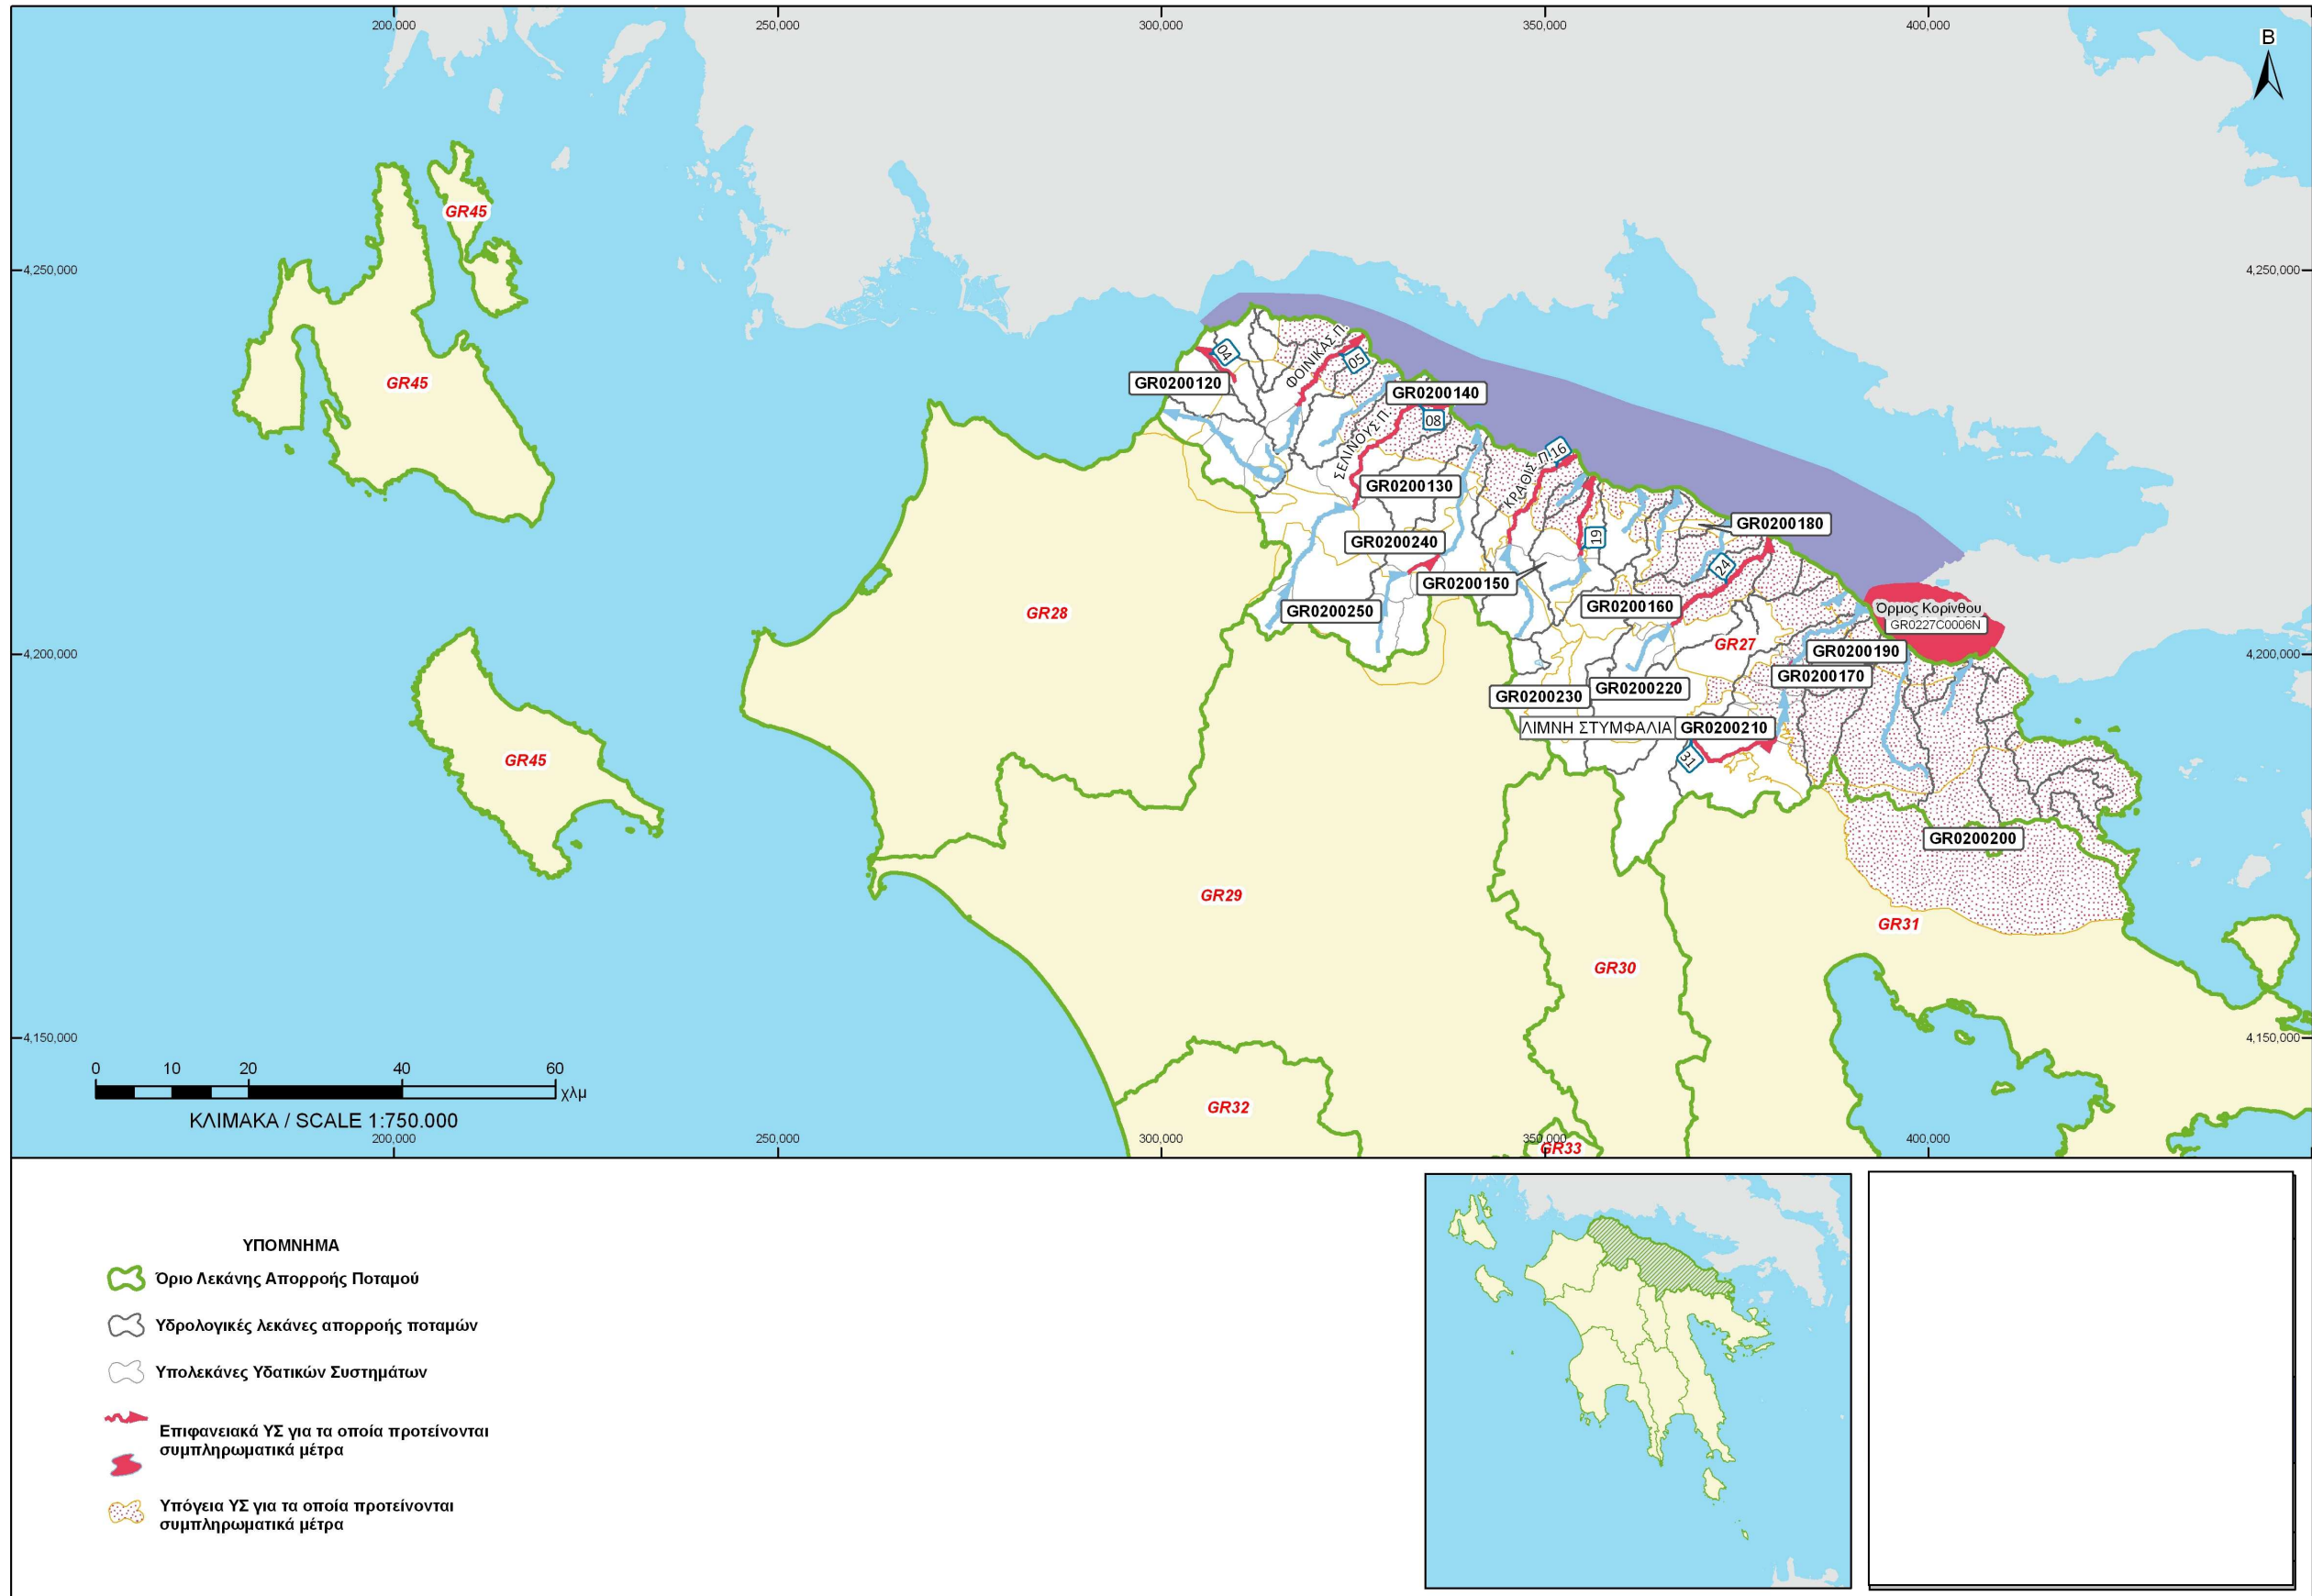 200,000
250,000
300,000
350,000
400,000
B
4,250,000
4,250,000
GR45
GR45
GR45
ΦΟΙΝΙΚΑΣ Π.
04
05
GR0200120
GR0200140
08
ΣΕΛΙΝΟΥΣ Π.
ΚΡΑΘΙΣ Π.
16
GR0200130
GR0200180
19
GR0200240
24
GR0200150
GR0200160
GR0200250
GR28
Όρμος Κορίνθου
GR0227C0006N
GR27
4,200,000
4,200,000
GR0200190
GR0200170
GR0200220
GR0200230
ΛΙΜΝΗ ΣΤΥΜΦΑΛΙΑ
GR0200210
31
GR0200200
GR29
GR31
GR30
4,150,000
4,150,000
0 10 20 40 60
χλμ
ΚΛΙΜΑΚΑ / SCALE 1:750.000
GR32
GR33
200,000
250,000
300,000
350,000
400,000
ΥΠΟΜΝΗΜΑ
Όριο Λεκάνης Απορροής Ποταμού
Υδρολογικές λεκάνες απορροής ποταμών
Υπολεκάνες Υδατικών Συστημάτων
Επιφανειακά ΥΣ για τα οποία προτείνονται
συμπληρωματικά μέτρα
Υπόγεια ΥΣ για τα οποία προτείνονται
συμπληρωματικά μέτρα